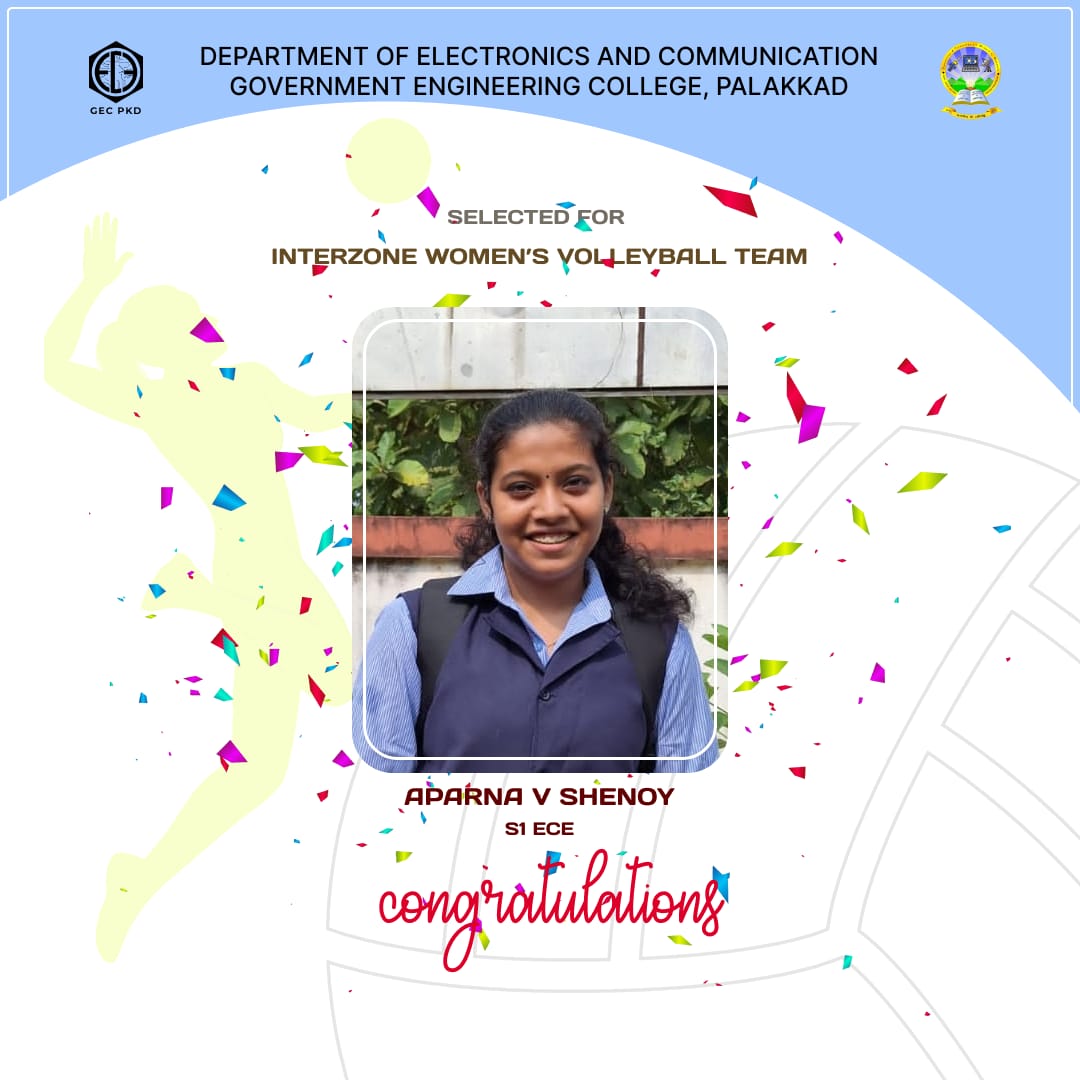 DEPARTMENT OF ELECTRONICS AND COMMUNICATION
GOVERNMENT ENGINEERING COLLEGE, PALAKKAD
GEC PKD
SELECTED FOR
INTERZONE WOMEN'S VOLLEYBALL TEAM
APARNA V SHENOY
S1 ECE
congratulations